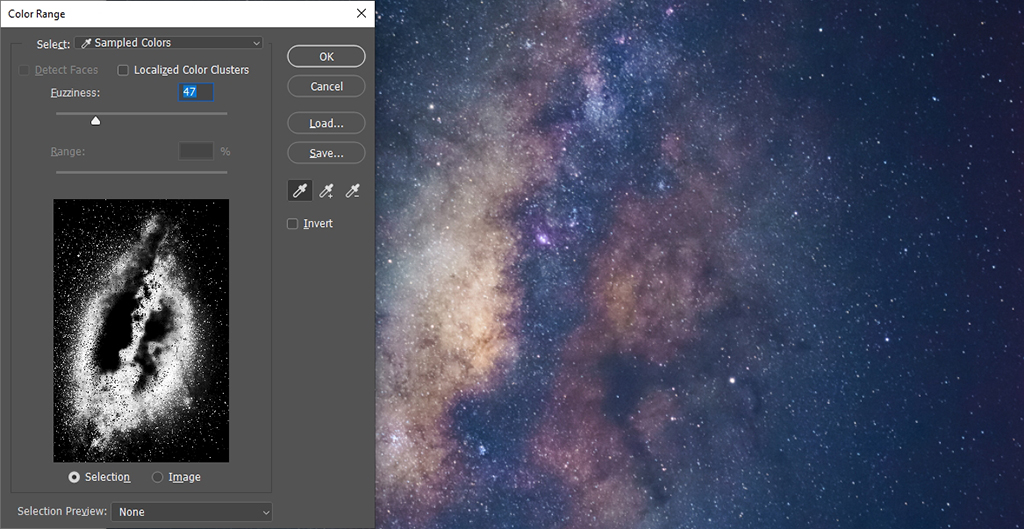 Color Range
Select: Sampled Colors
Detect Faces Localized Color Clusters
Fuzziness: 47
Range: %
OK
Cancel
Load...
Save...
Invert
Selection Image
Selection Preview: None